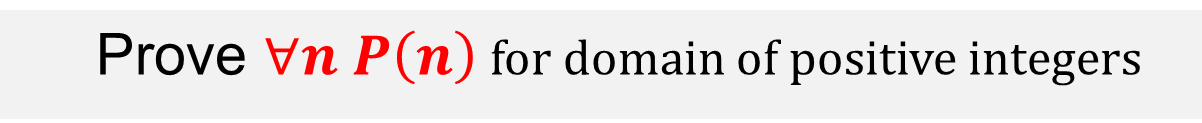 Prove ∀n P(n) for domain of positive integers